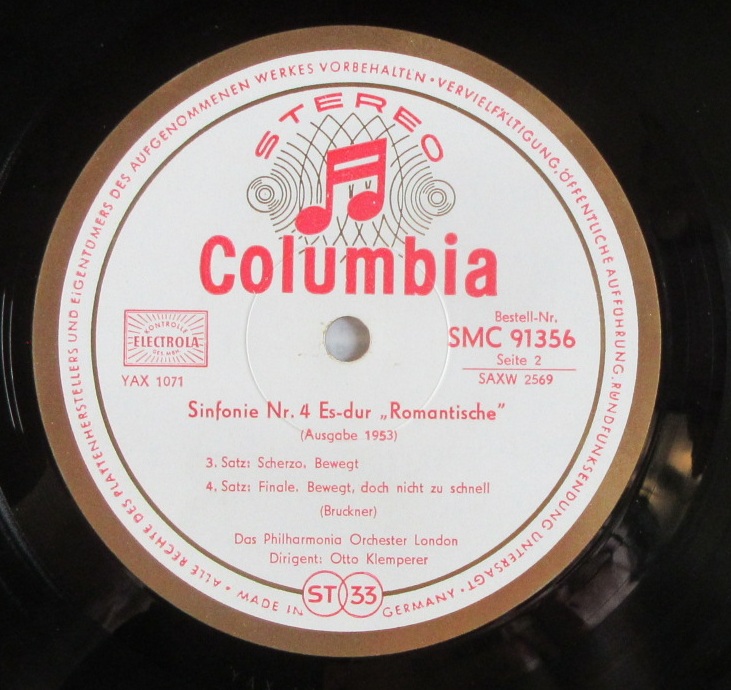 ALLE RECHTE DES PLATTENHERSTELLERS UND EIGENTÜMERS DES AUFGENOMMENEN WERKES VORBEHALTEN • VERVIELFÄLTIGUNG, ÖFFENTLICHE AUFFÜHRUNG, RUNDFUNKSENDUNG UNTERSAGT •
STEREO
Columbia
KONTROLLE
ELECTROLA
GES MBH
YAX 1071
Bestell-Nr.
SMC 91356
Seite 2
SAXW 2569
Sinfonie Nr. 4 Es-dur „Romantische"
(Ausgabe 1953)
3. Satz: Scherzo. Bewegt
4. Satz: Finale. Bewegt, doch nicht zu schnell
(Bruckner)
Das Philharmonia Orchester London
Dirigent: Otto Klemperer
• MADE IN GERMANY •
ST 33